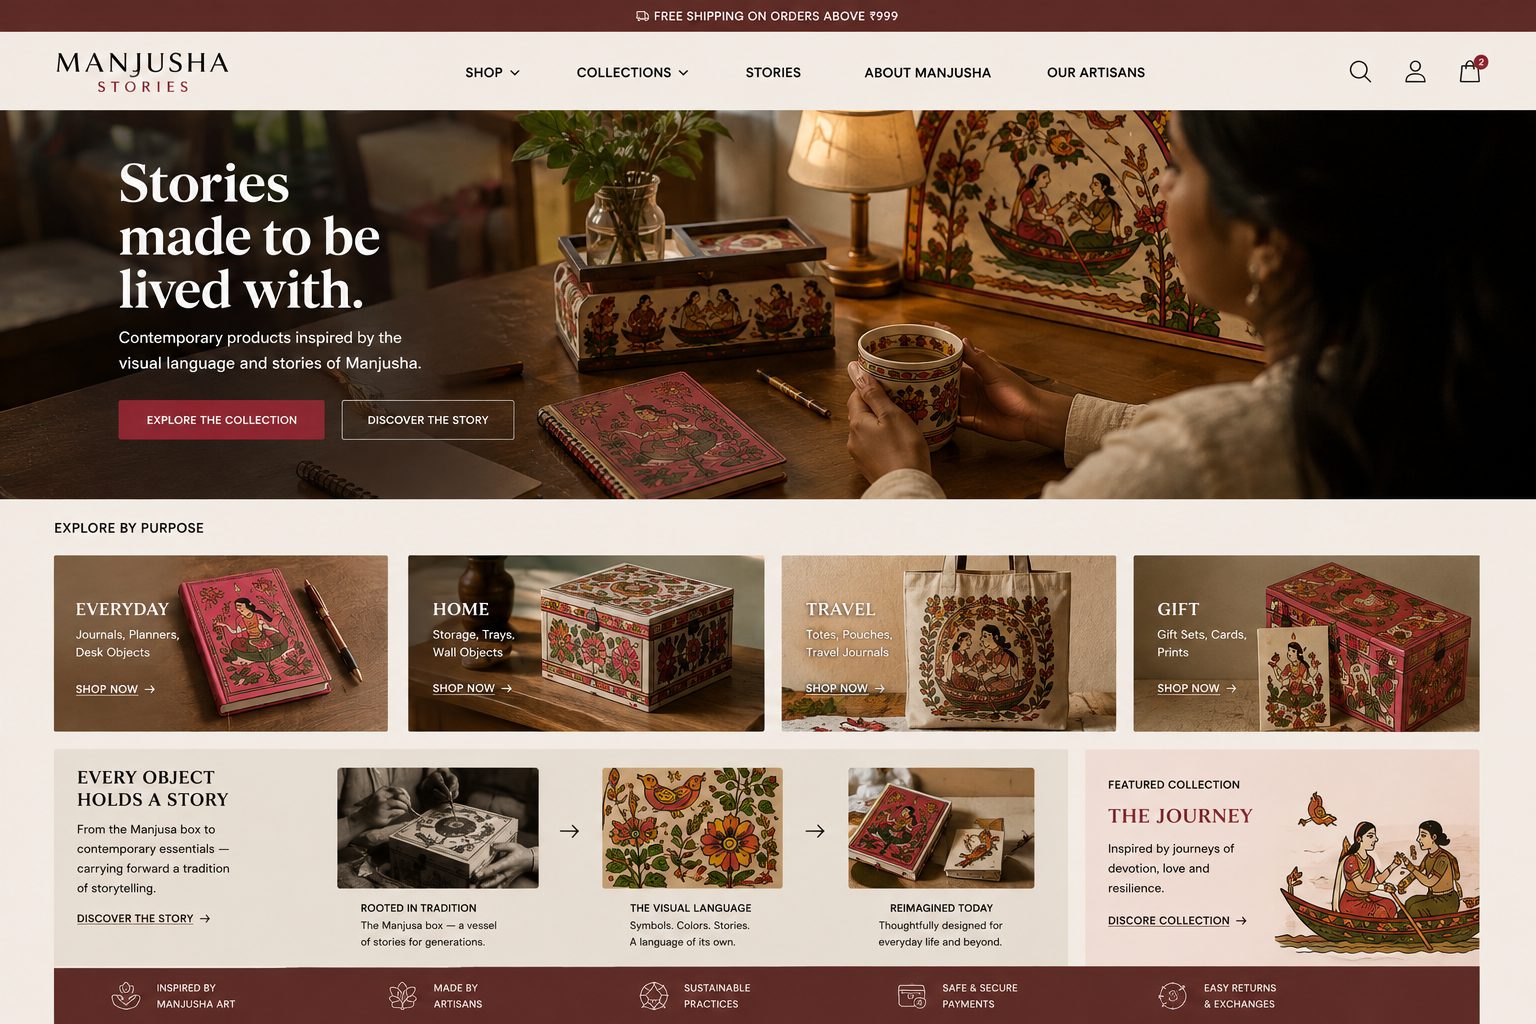 FREE SHIPPING ON ORDERS ABOVE ₹999
MANJUSHA
STORIES
SHOP
COLLECTIONS
STORIES
ABOUT MANJUSHA
OUR ARTISANS
2
Stories
made to be
lived with.
Contemporary products inspired by the
visual language and stories of Manjusha.
EXPLORE THE COLLECTION
DISCOVER THE STORY
EXPLORE BY PURPOSE
EVERYDAY
Journals, Planners,
Desk Objects
SHOP NOW →
HOME
Storage, Trays,
Wall Objects
SHOP NOW →
TRAVEL
Totes, Pouches,
Travel Journals
SHOP NOW →
GIFT
Gift Sets, Cards,
Prints
SHOP NOW →
EVERY OBJECT
HOLDS A STORY
From the Manjusa box to
contemporary essentials —
carrying forward a tradition
of storytelling.
DISCOVER THE STORY →
ROOTED IN TRADITION
The Manjusa box — a vessel
of stories for generations.
THE VISUAL LANGUAGE
Symbols. Colors. Stories.
A language of its own.
REIMAGINED TODAY
Thoughtfully designed for
everyday life and beyond.
FEATURED COLLECTION
THE JOURNEY
Inspired by journeys of
devotion, love and
resilience.
DISCORE COLLECTION →
INSPIRED BY
MANJUSHA ART
MADE BY
ARTISANS
SUSTAINABLE
PRACTICES
SAFE & SECURE
PAYMENTS
EASY RETURNS
& EXCHANGES